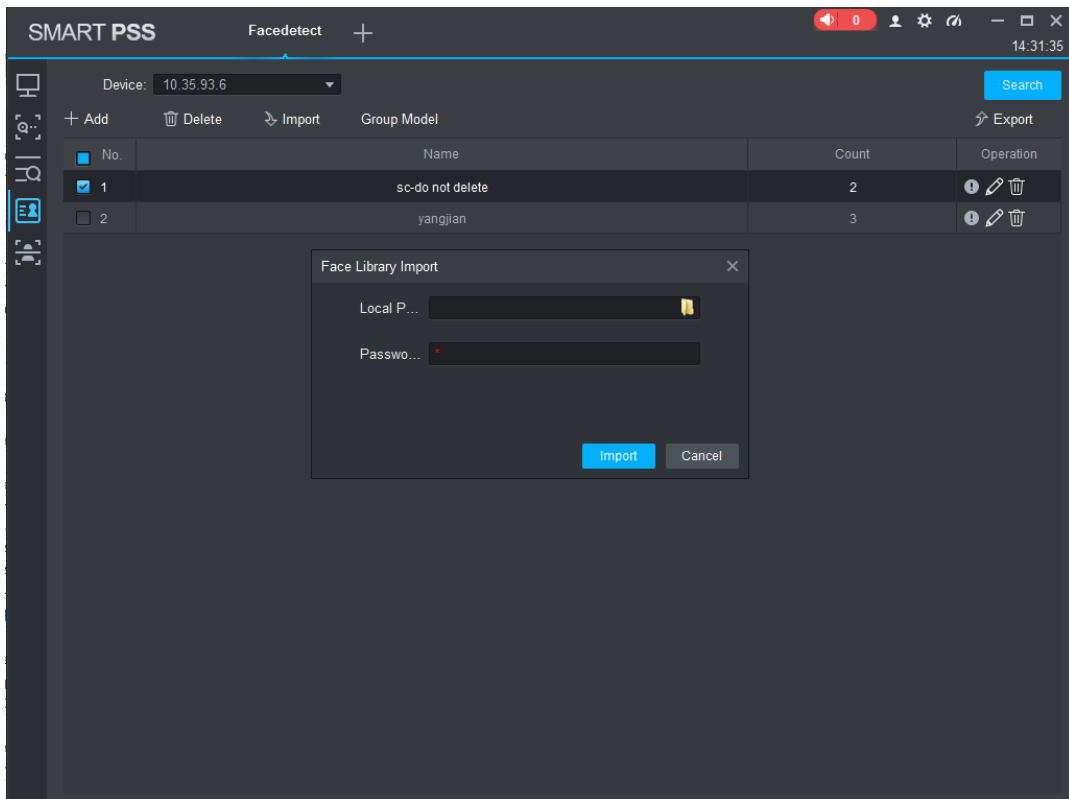 SMART PSS Facedetect 0
14:31:35
Device: 10.35.93.6 Search
Add Delete Import Group Model Export
No. Name Count Operation
1 sc-do not delete 2
2 yangjian 3
Face Library Import
Local P...
Passwo... *
Import Cancel